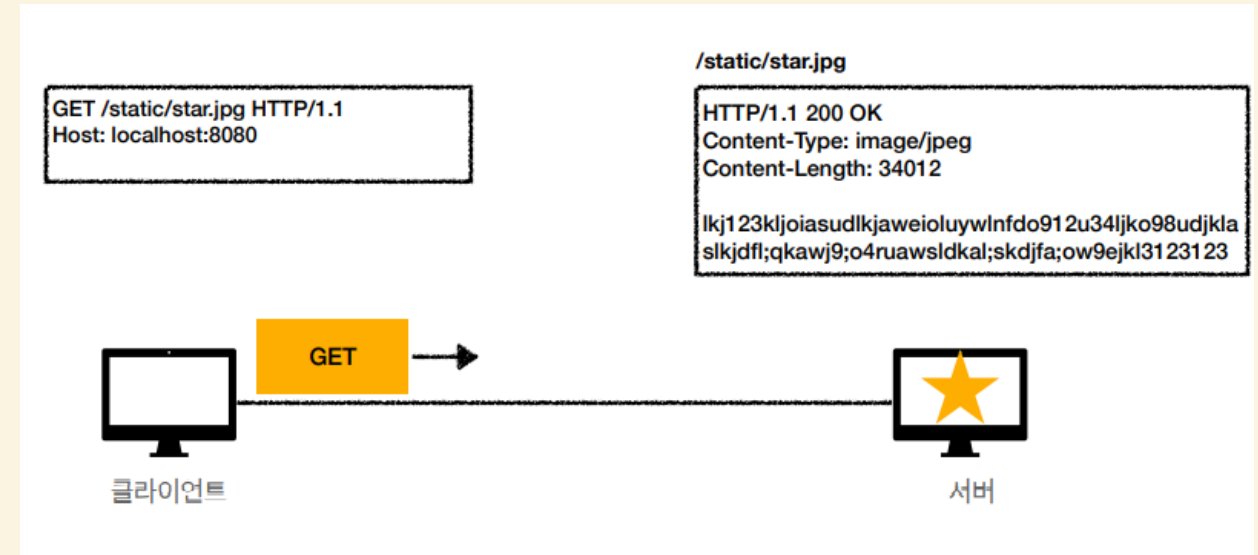 /static/star.jpg
GET /static/star.jpg HTTP/1.1
Host: localhost:8080
HTTP/1.1 200 OK
Content-Type: image/jpeg
Content-Length: 34012
lkj123kljoiasudlkjaweioluywlnfdo912u34ljko98udjkla
slkjdfl;qkawj9;o4ruawsldkal;skdjfa;ow9ejkl3123123
GET
클라이언트
서버